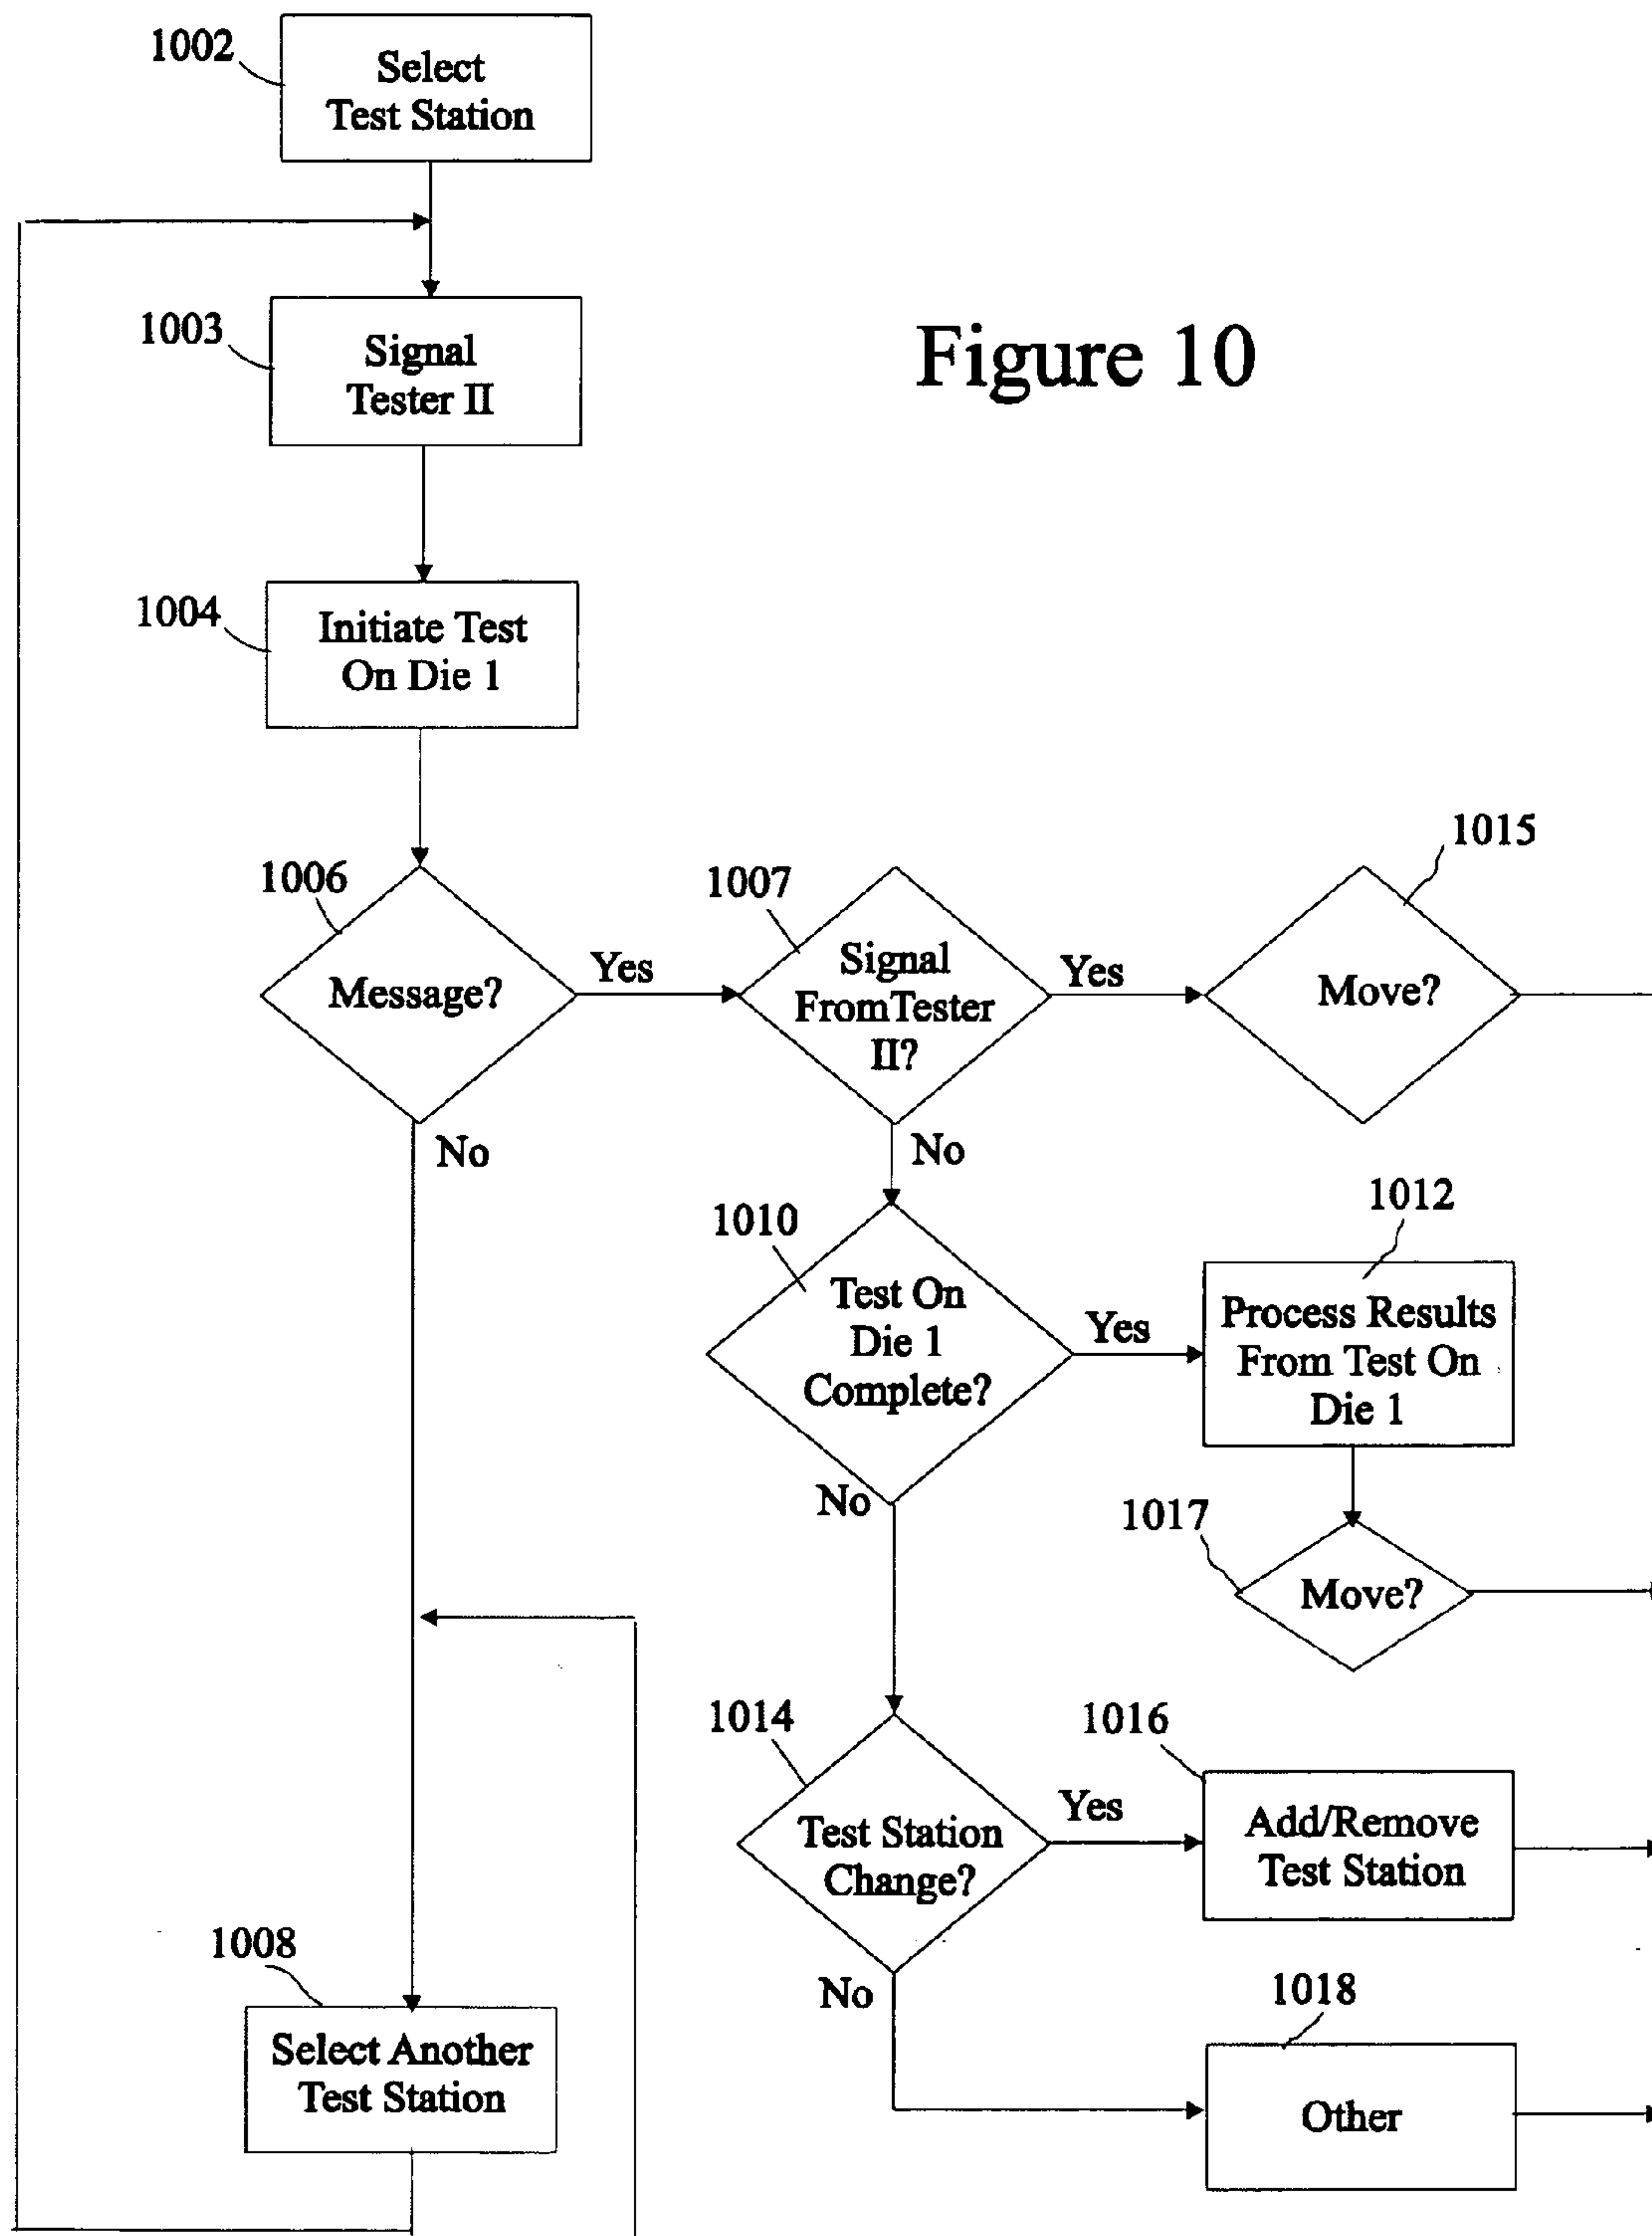 1002
Select
Test Station
Figure 10
1003
Signal
Tester II
1004
Initiate Test
On Die 1
1006
Message?
Yes
No
1007
Signal
FromTester
II?
Yes
No
1015
Move?
1010
Test On
Die 1
Complete?
Yes
No
1012
Process Results
From Test On
Die 1
1017
Move?
1014
Test Station
Change?
Yes
No
1016
Add/Remove
Test Station
1008
Select Another
Test Station
1018
Other